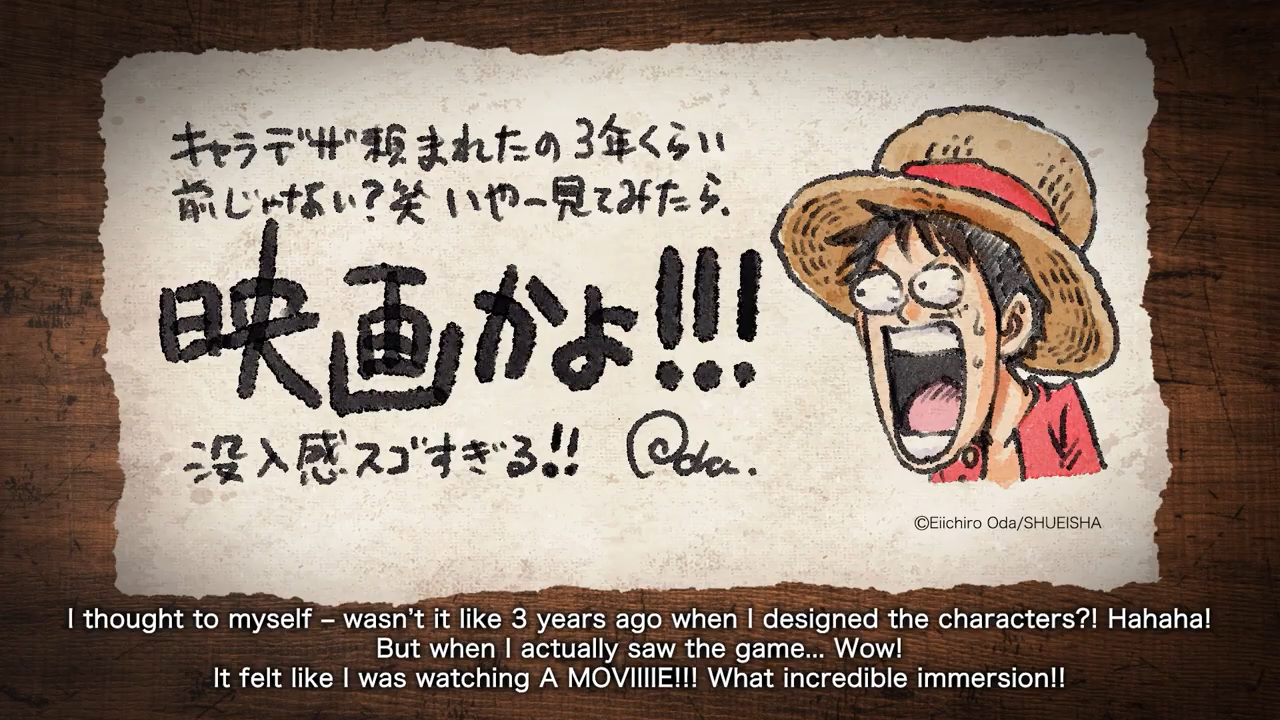 キャラデザ頼まれたの3年くらい
前じゃない?笑 いやー見てみたら、
映画かよ!!!
没入感スゴすぎる!! Oda.
©Eiichiro Oda/SHUEISHA
I thought to myself – wasn't it like 3 years ago when I designed the characters?! Hahaha!
But when I actually saw the game... Wow!
It felt like I was watching A MOVIIIIE!!! What incredible immersion!!